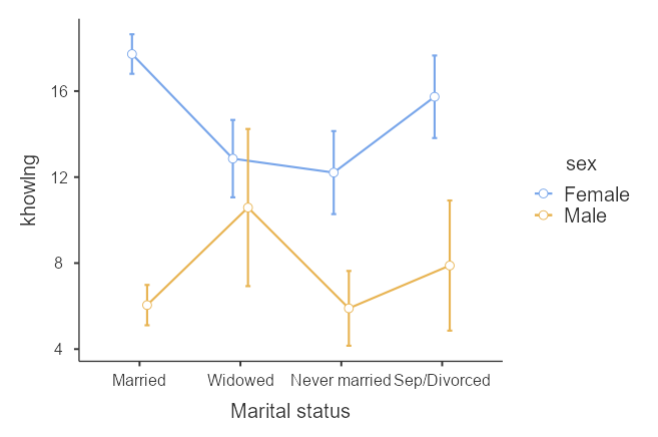 16
12
8
4
khowlng
Married
Widowed
Never married
Sep/Divorced
Marital status
sex
Female
Male